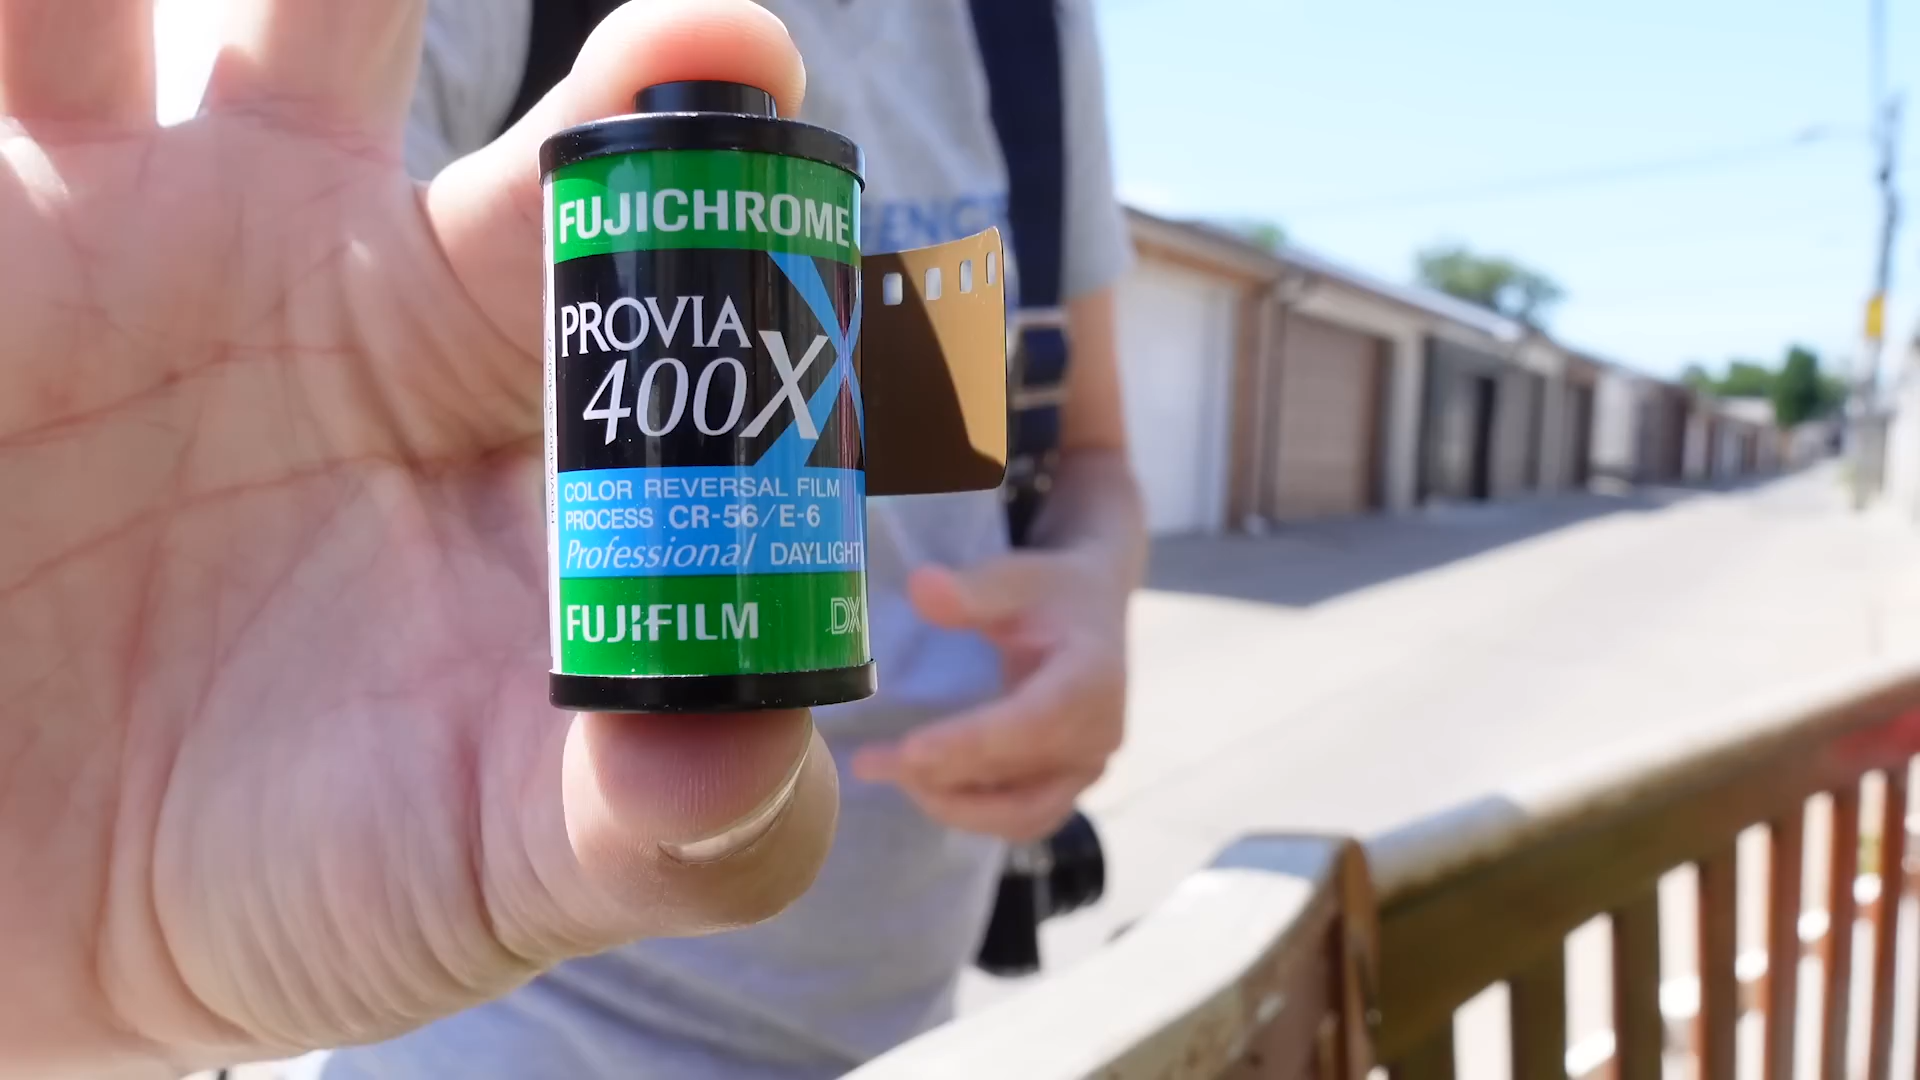 FUJICHROME
PROVIA
400X
COLOR REVERSAL FILM
PROCESS CR-56/E-6
Professional DAYLIGHT
FUJIFILM DX